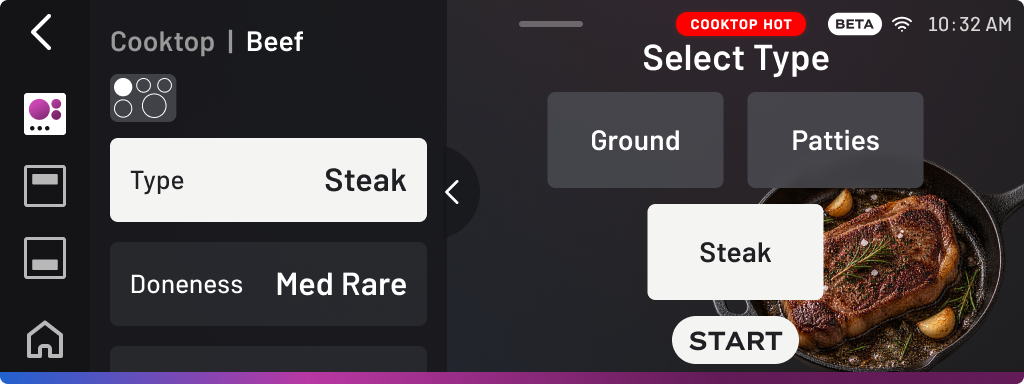 Cooktop | Beef
Type Steak
Doneness Med Rare
COOKTOP HOT BETA 10:32 AM
Select Type
Ground Patties
Steak
START